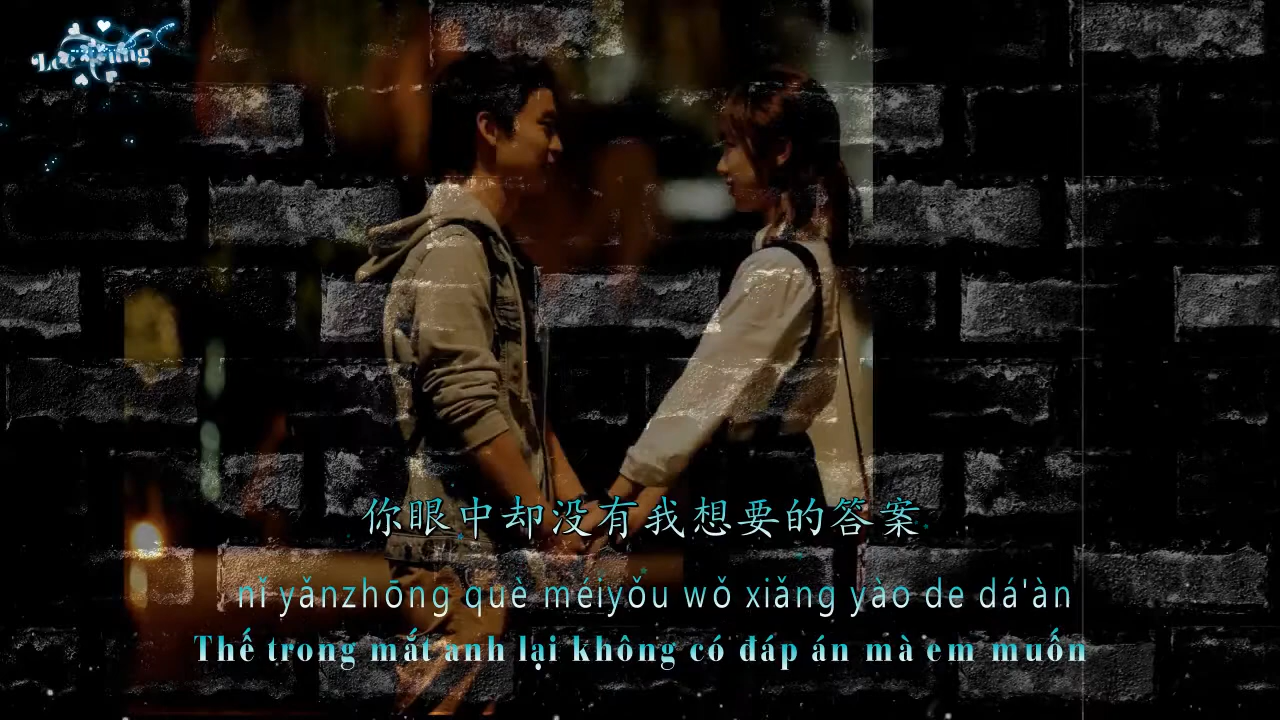 你眼中却没有我想要的答案
nǐ yǎnzhōng què méiyǒu wǒ xiǎng yào de dá'àn
Thế trong mắt anh lại không có đáp án mà em muốn